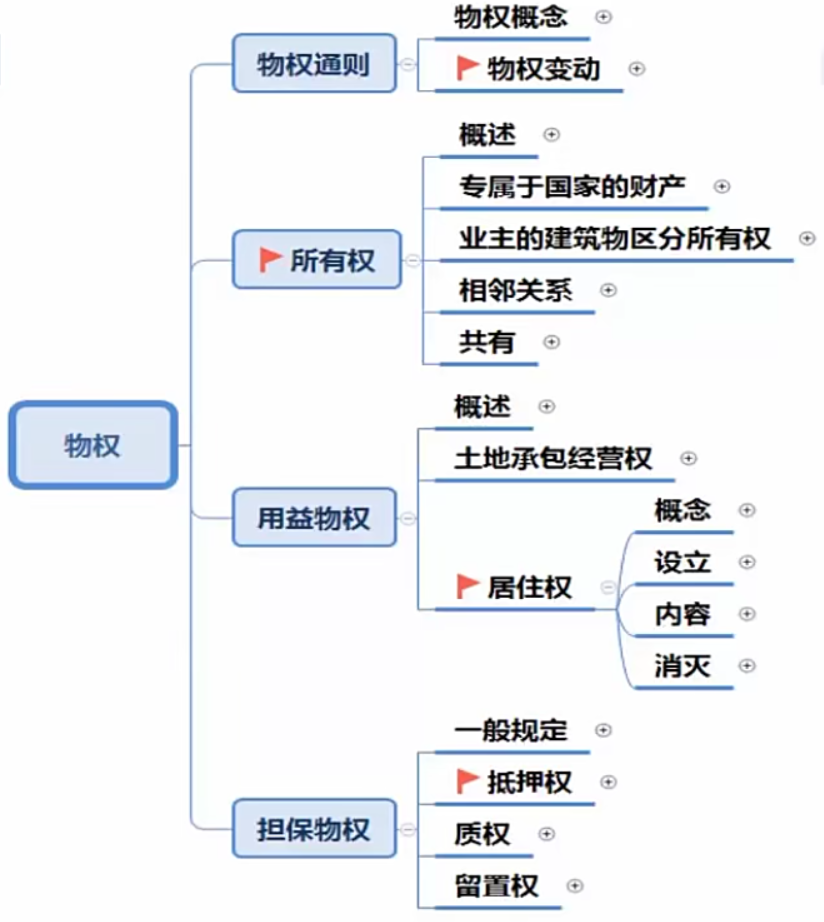 物权
物权通则
物权概念
物权变动
所有权
概述
专属于国家的财产
业主的建筑物区分所有权
相邻关系
共有
用益物权
概述
土地承包经营权
居住权
概念
设立
内容
消灭
担保物权
一般规定
抵押权
质权
留置权